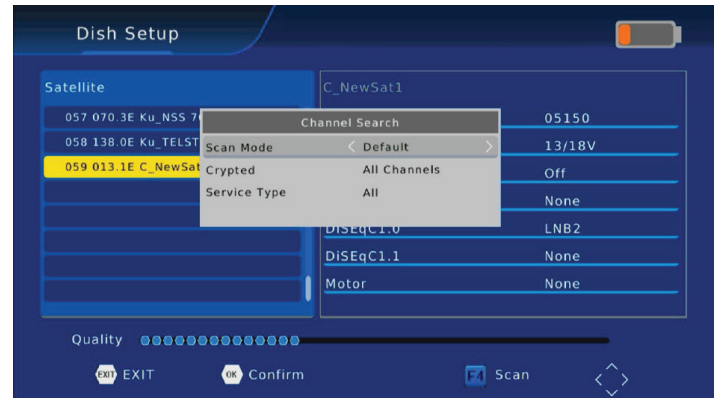 Dish Setup
Satellite
C_NewSat1
057 070.3E Ku_NSS
05150
Channel Search
058 138.0E Ku_TELST
13/18V
Scan Mode
Default
059 013.1E C_NewSat
Crypted
All Channels
Off
Service Type
All
None
DiSEqC1.0
LNB2
DiSEqC1.1
None
Motor
None
Quality
EXIT EXIT
OK Confirm
F4 Scan